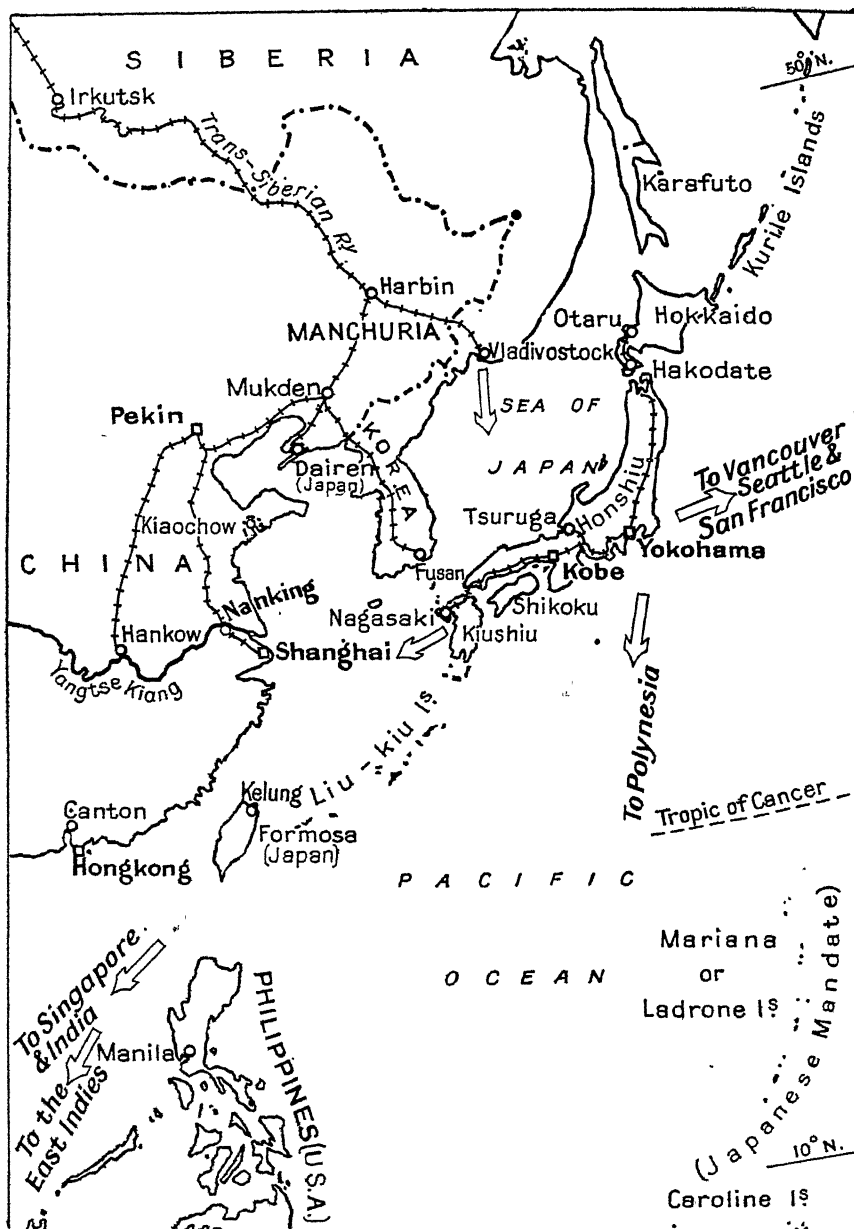 SIBERIA
50° N.
Irkutsk
Trans-Siberian Ry.
Karafuto
Kurile Islands
Harbin
Otaru
Hokkaido
MANCHURIA
Vladivostock
Hakodate
Mukden
SEA OF
JAPAN
Pekin
KOREA
Dairen
(Japan)
To Vancouver
Seattle &
San Francisco
Honshiu
Tsuruga
Kiaochow
Yokohama
CHINA
Fusan
Kobe
Nanking
Shikoku
Nagasaki
Kiushiu
Hankow
Shanghai
Yangtse Kiang
Liu-kiu Is.
To Polynesia
Kelung
Tropic of Cancer
Canton
Formosa
(Japan)
Hongkong
PACIFIC
OCEAN
Mariana
or
Ladrone Is
(Japanese Mandate)
To Singapore
& India
PHILIPPINES (U.S.A.)
Manila
To the
East Indies
10° N.
Caroline Is